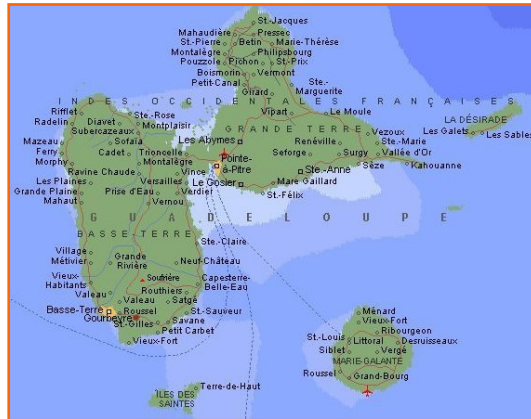 St.-Jacques
Mahaudière
Pressec
St.-Pierre
Betin
Marie-Thérèse
Montalègre
Philipsbourg
Pouzzole
Pichon
St.-Prix
Boismorin
Vermont
Petit-Canal
Ste.-
Marguerite
Girard
INDES OCCIDENTALES FRANÇAISES
Rifflet
Ste.-Rose
Vipart
Le Moule
LA DÉSIRADE
Radelin
Diavet
Montplaisir
GRANDE TERRE
Les Galets
Les Sables
Subercazeaux
Vezoux
Mazeau
Sofaïa
Les Abymes
Renéville
Ste.-Marie
Ferry
Cadet
Trioncelle
Seforge
Surgy
Vallée d'Or
Morphy
Montalègre
Pointe-
à-Pitre
Sèze
Kahouanne
Ravine Chaude
Vince
Ste.-Anne
Les Plaines
Versailles
Le Gosier
Mare Gaillard
Grande Plaine
Prise d'Eau
Verdier
St.-Félix
Mahaut
Vernou
GUADELOUPE
BASSE-TERRE
Ste.-Claire
Village
Métivier
Grande
Rivière
Neuf-Château
Vieux-
Habitants
Soufrière
Capesterre-
Belle-Eau
Valeau
Routhiers
Valeau
Satgé
Ménard
Basse-Terre
Roussel
St.-Sauveur
Vieux-Fort
Gourbeyre
St.-Gilles
Savane
Ribourgeon
Petit Carbet
St.-Louis
Littoral
Desruisseaux
Vieux-Fort
Siblet
Vergé
MARIE-GALANTE
Roussel
Grand-Bourg
Terre-de-Haut
ÎLES DES
SAINTES